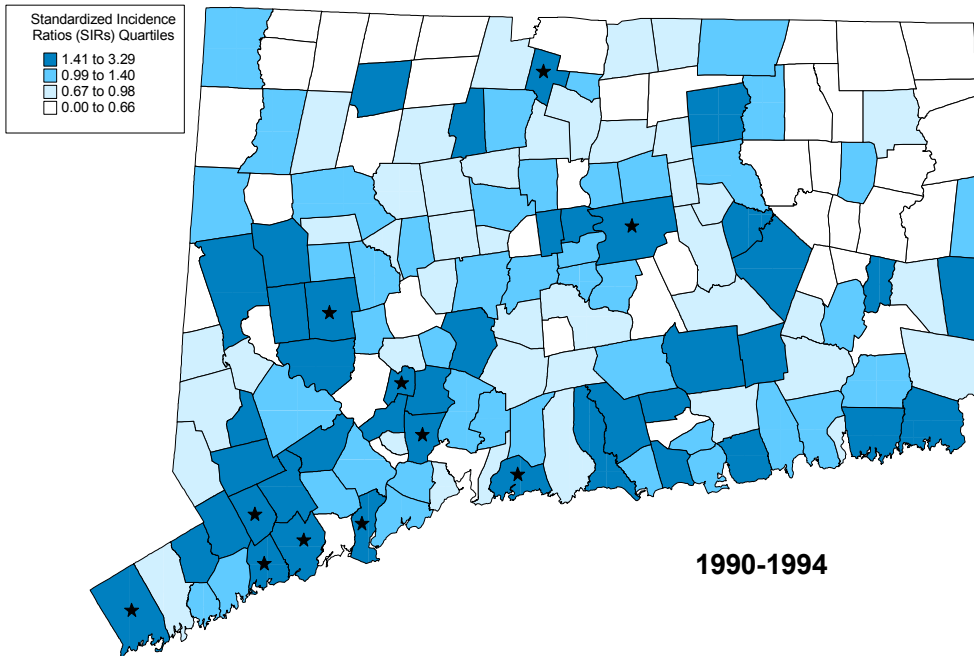 Standardized Incidence
Ratios (SIRs) Quartiles
1.41 to 3.29
0.99 to 1.40
0.67 to 0.98
0.00 to 0.66
1990-1994